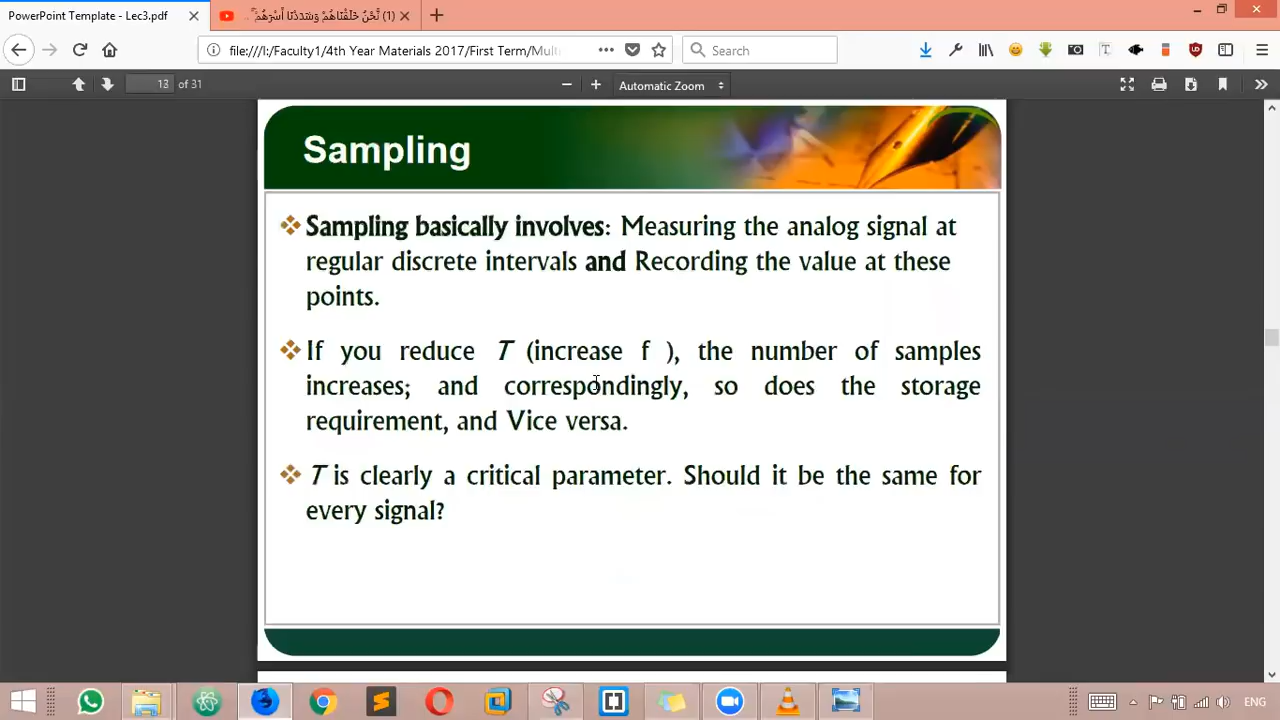 PowerPoint Template - Lec3.pdf
(1) نَّحْنُ خَلَقْنَاهُمْ وَشَدَدْنَا أَسْرَهُمْ
file:///I:/Faculty1/4th Year Materials 2017/First Term/Mult
Search
13 of 31
Automatic Zoom
Sampling
Sampling basically involves: Measuring the analog signal at
regular discrete intervals and Recording the value at these
points.
If you reduce T (increase f ), the number of samples
increases; and correspondingly, so does the storage
requirement, and Vice versa.
T is clearly a critical parameter. Should it be the same for
every signal?
ENG